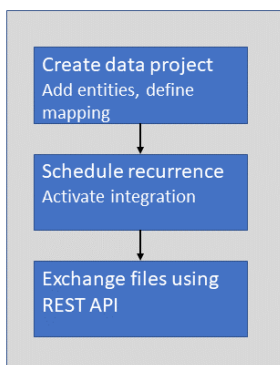 Create data project
Add entities, define
mapping
Schedule recurrence
Activate integration
Exchange files using
REST API